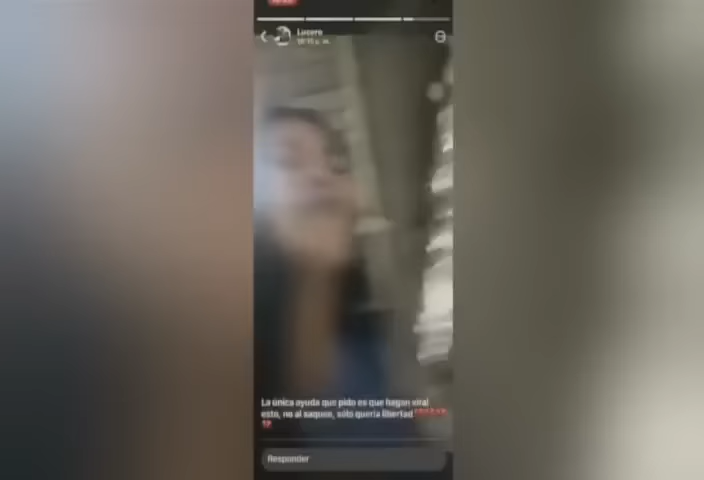 Lucero
La única ayuda que pido es que hagan viral
esto, no al saqueo, sólo quería libertad
Responder